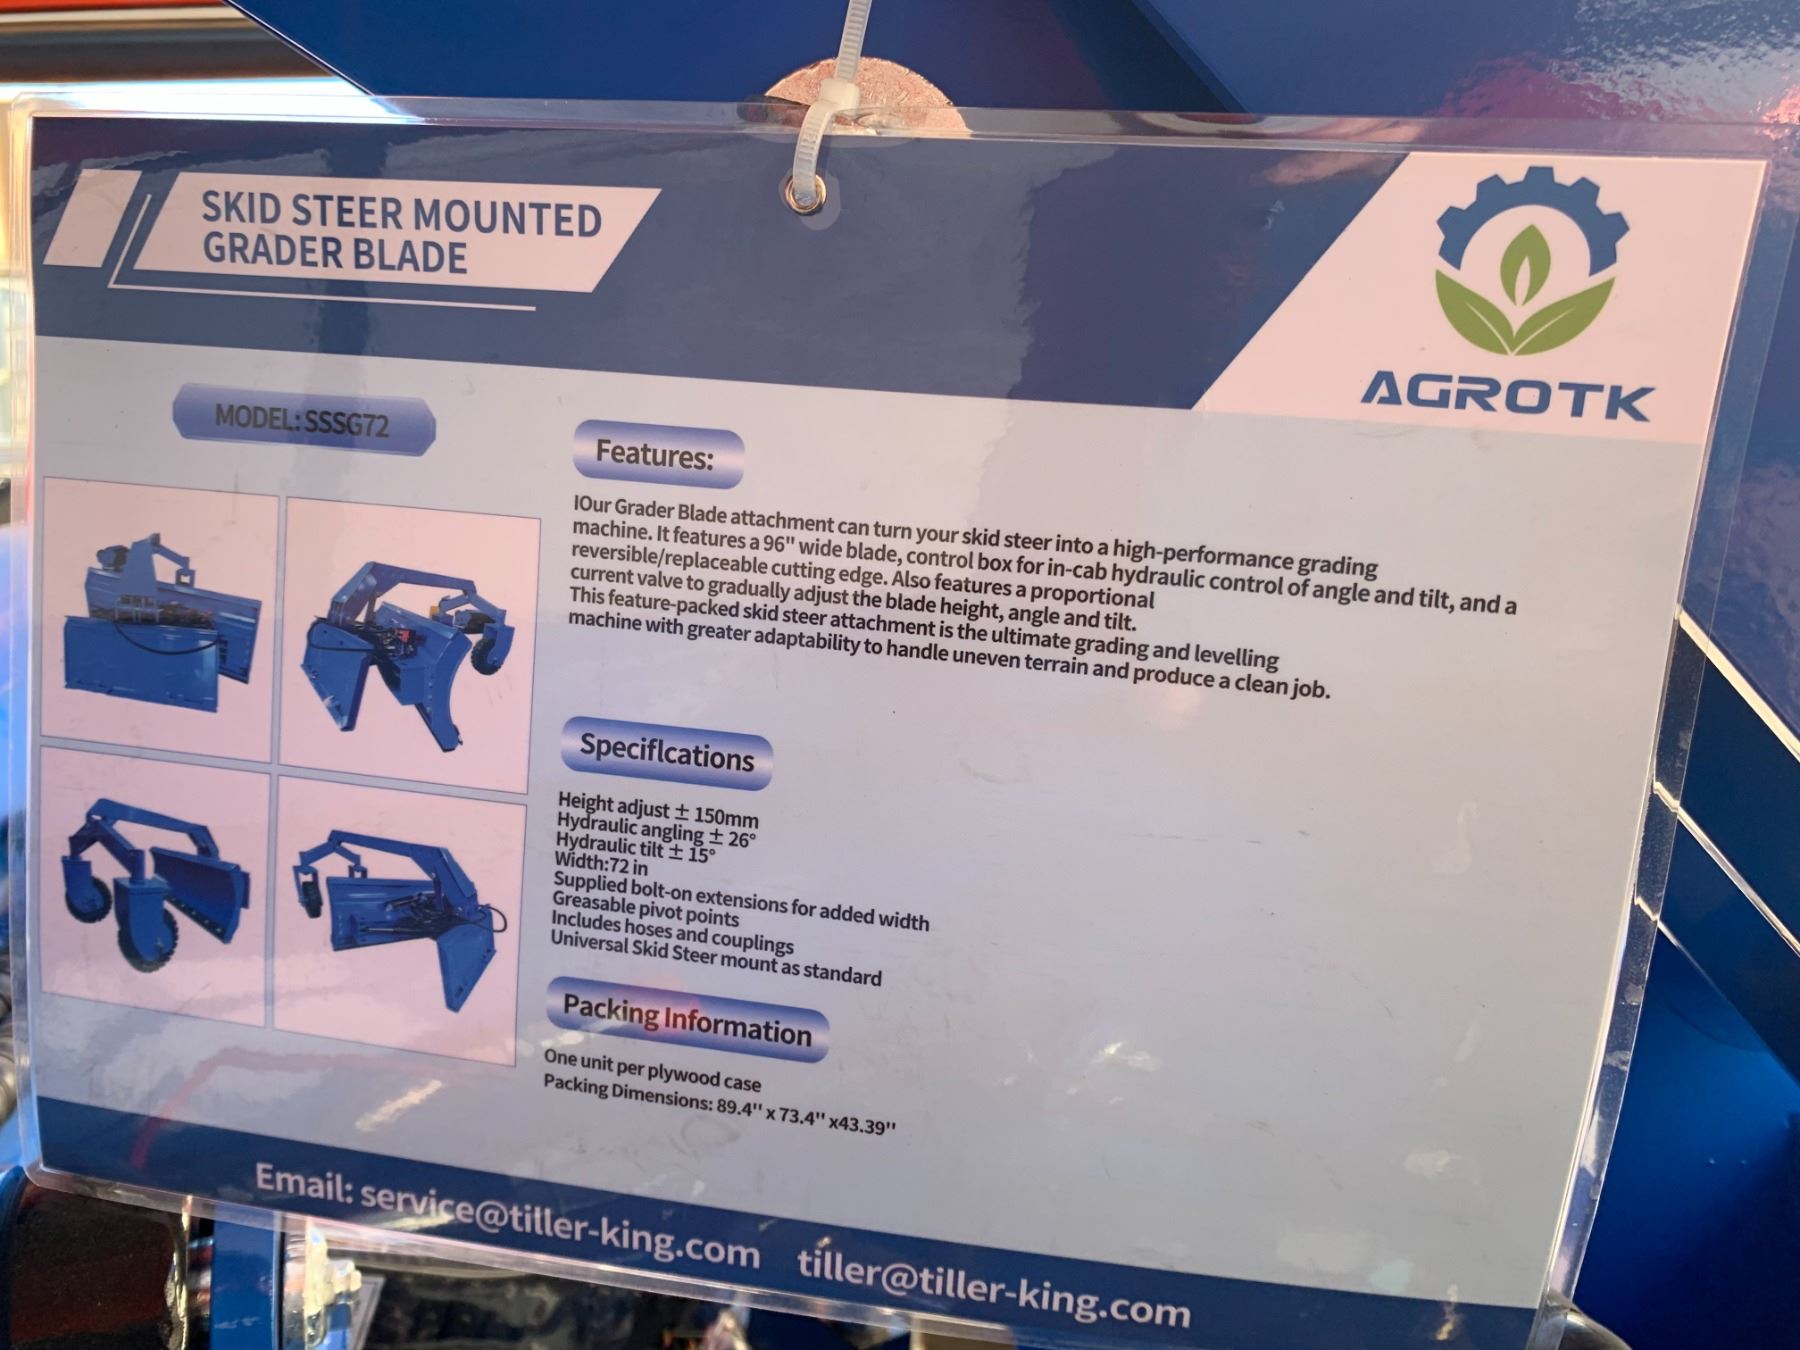 SKID STEER MOUNTED
GRADER BLADE
AGROTK
MODEL: SSSG72
Features:
IOur Grader Blade attachment can turn your skid steer into a high-performance grading
machine. It features a 96" wide blade, control box for in-cab hydraulic control of angle and tilt, and a
reversible/replaceable cutting edge. Also features a proportional
current valve to gradually adjust the blade height, angle and tilt.
This feature-packed skid steer attachment is the ultimate grading and levelling
machine with greater adaptability to handle uneven terrain and produce a clean job.
Speciflcations
Height adjust ± 150mm
Hydraulic angling ± 26°
Hydraulic tilt ± 15°
Width:72 in
Supplied bolt-on extensions for added width
Greasable pivot points
Includes hoses and couplings
Universal Skid Steer mount as standard
Packing Information
One unit per plywood case
Packing Dimensions: 89.4'' x 73.4'' x43.39''
Email: service@tiller-king.com tiller@tiller-king.com